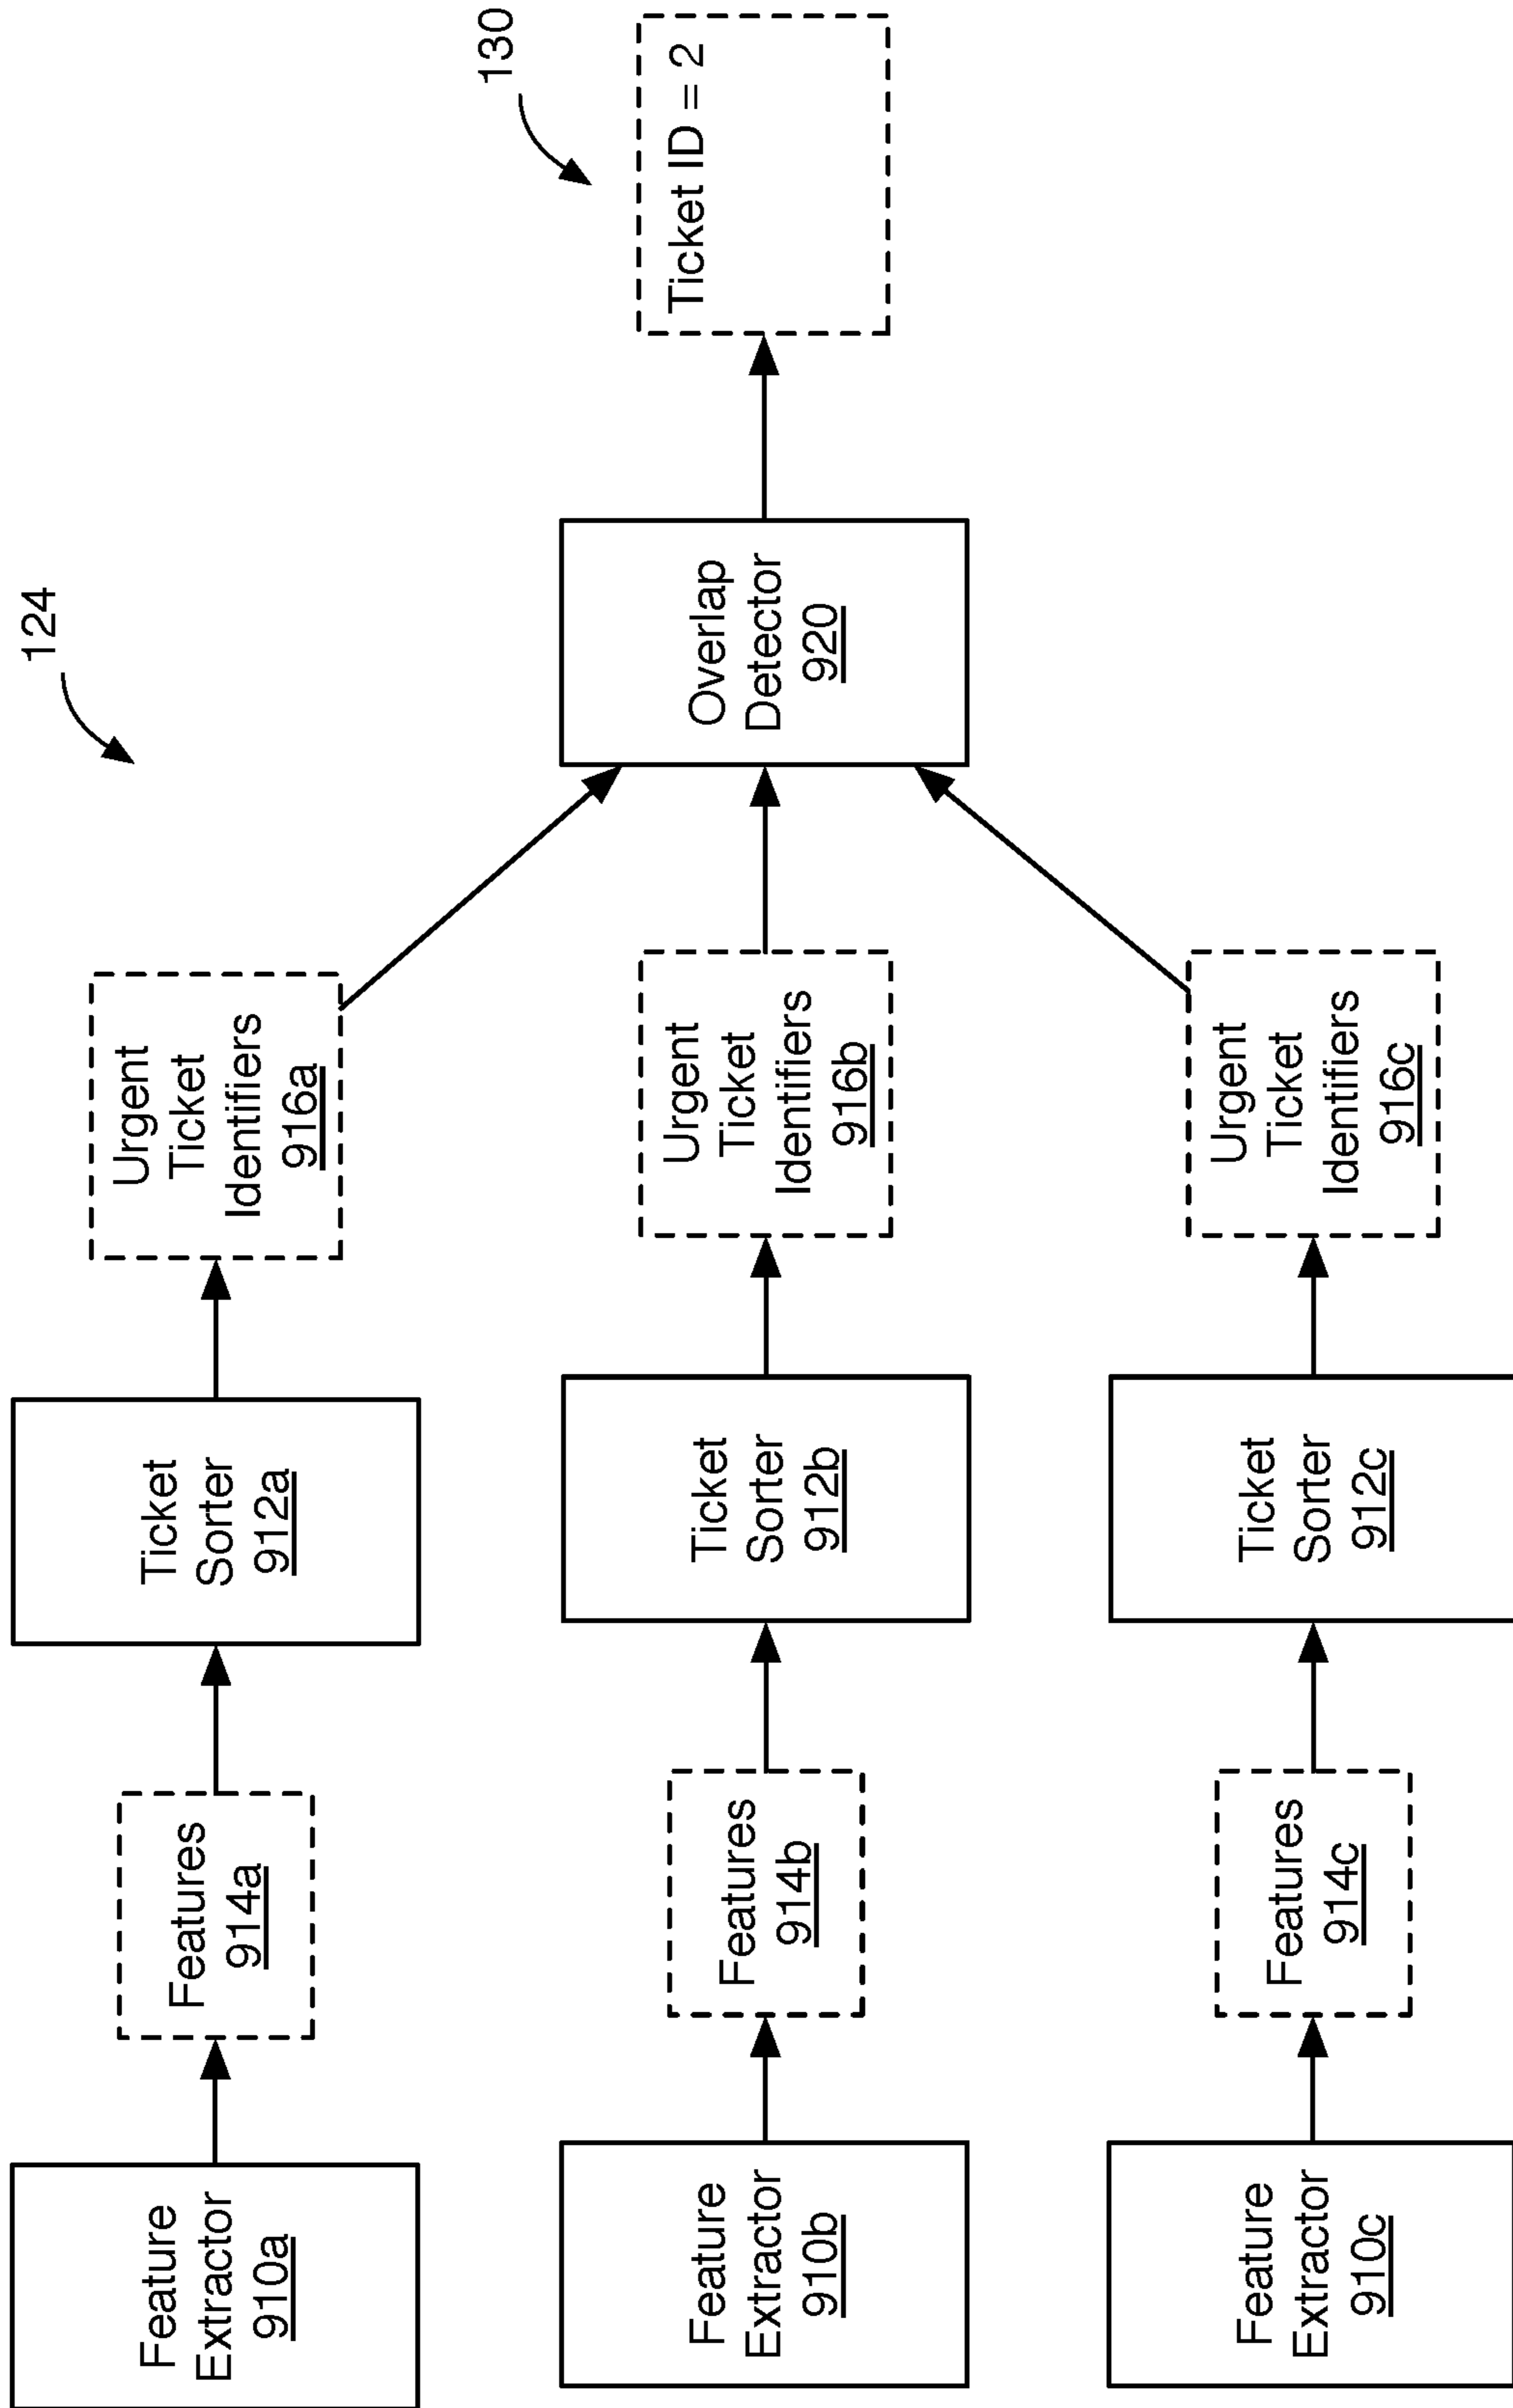 124
130
Feature
Extractor
910a
Features
914a
Ticket
Sorter
912a
Urgent
Ticket
Identifiers
916a
Feature
Extractor
910b
Features
914b
Ticket
Sorter
912b
Urgent
Ticket
Identifiers
916b
Overlap
Detector
920
Ticket ID = 2
Feature
Extractor
910c
Features
914c
Ticket
Sorter
912c
Urgent
Ticket
Identifiers
916c